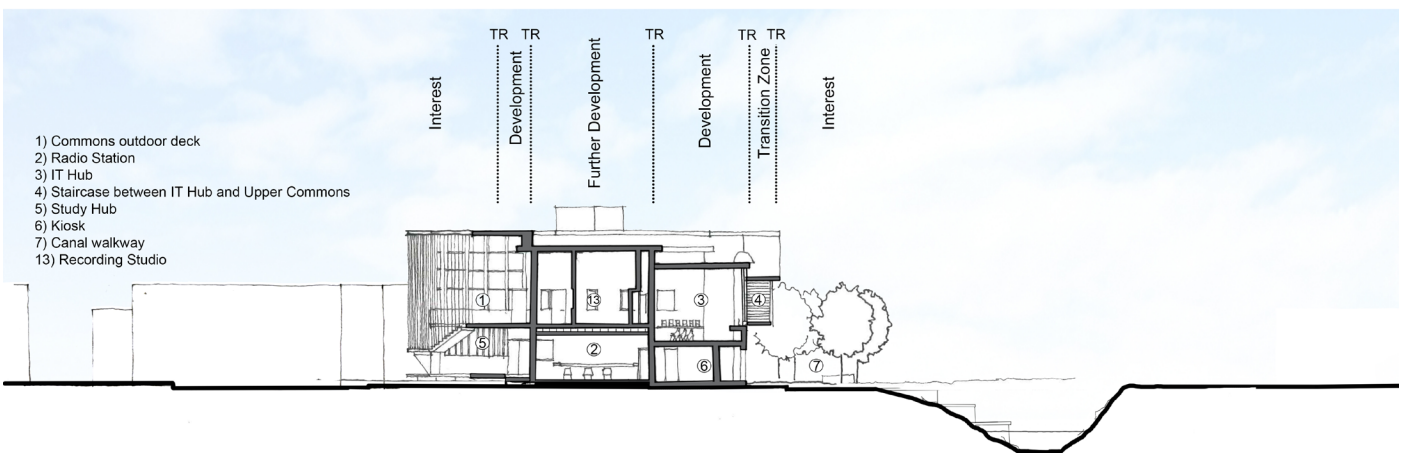 TR TR TR TR TR
Interest
Development
Further Development
Development
Transition Zone
Interest
1) Commons outdoor deck
2) Radio Station
3) IT Hub
4) Staircase between IT Hub and Upper Commons
5) Study Hub
6) Kiosk
7) Canal walkway
13) Recording Studio
1
13
3
4
5
2
6
7